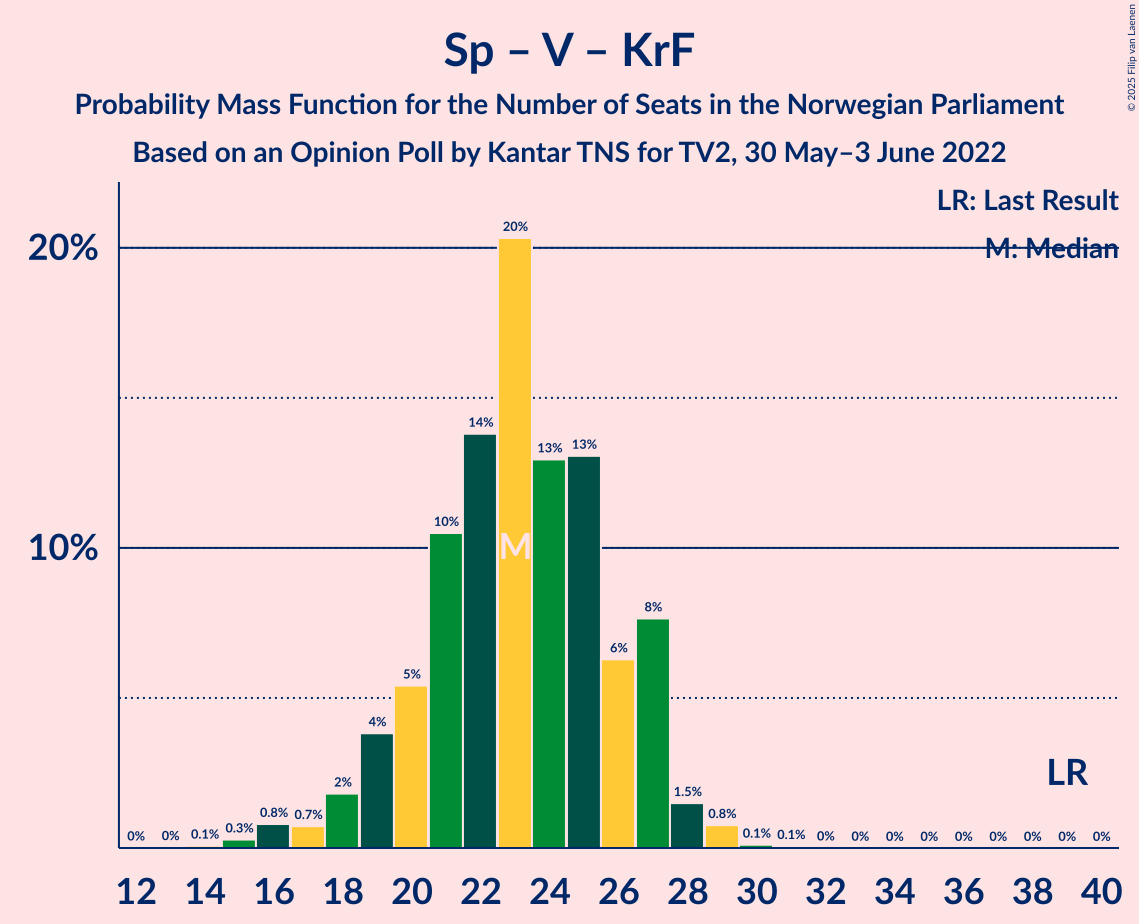 Sp – V – KrF
Probability Mass Function for the Number of Seats in the Norwegian Parliament
Based on an Opinion Poll by Kantar TNS for TV2, 30 May–3 June 2022
© 2025 Filip van Laenen
LR: Last Result
M: Median
20%
10%
0% 0% 0.1% 0.3% 0.8% 0.7% 2% 4% 5% 10% 14% 20% 13% 13% 6% 8% 1.5% 0.8% 0.1% 0.1% 0% 0% 0% 0% 0% 0% 0% 0% 0%
M
LR
12 14 16 18 20 22 24 26 28 30 32 34 36 38 40